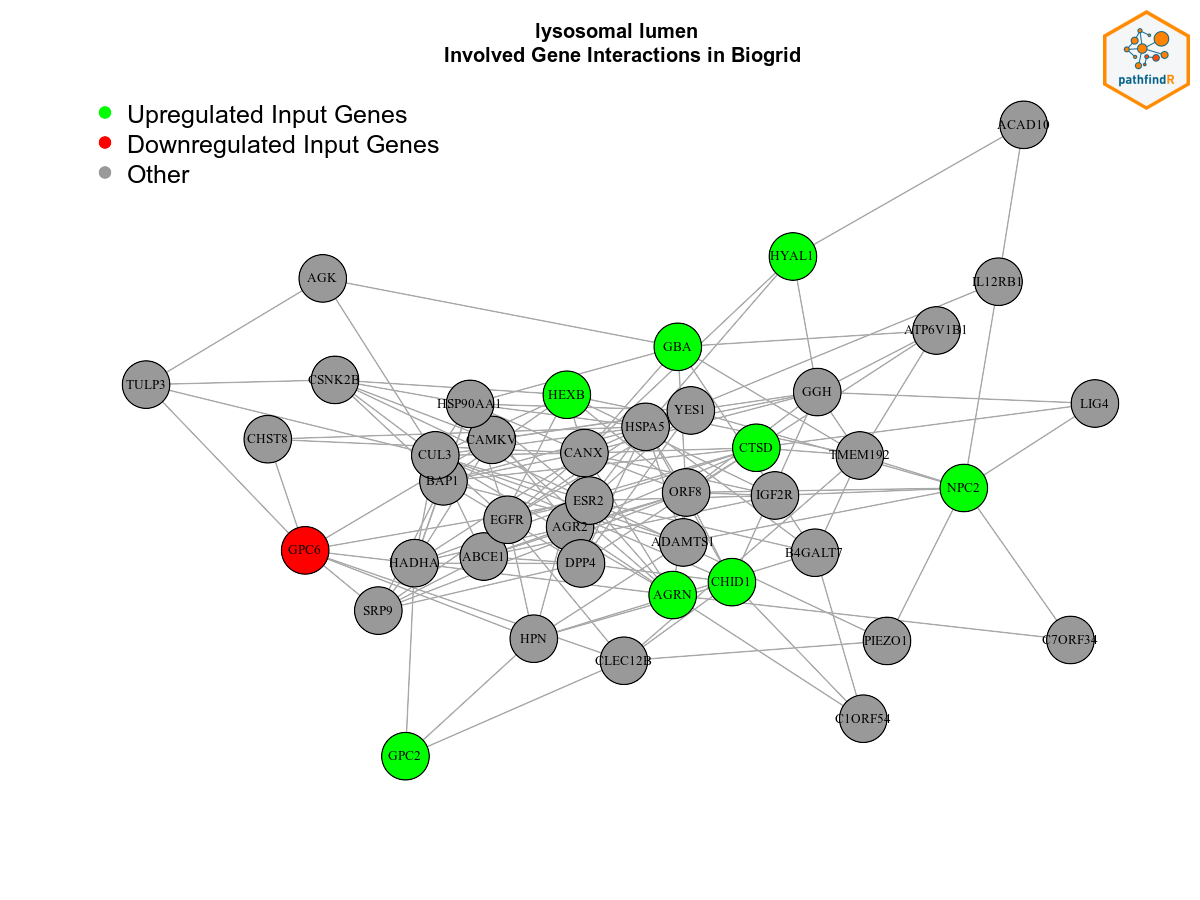 lysosomal lumen
Involved Gene Interactions in Biogrid
pathfindR
Upregulated Input Genes
Downregulated Input Genes
Other
ACAD10
HYAL1
AGK
IL12RB1
ATP6V1B1
GBA
TULP3
CSNK2B
HEXB
GGH
HSP90AA1
YES1
LIG4
HSPA5
CHST8
CAMKV
CUL3
CANX
CTSD
TMEM192
BAP1
NPC2
ORF8
IGF2R
ESR2
EGFR
AGR2
ADAMTS1
GPC6
B4GALT7
ABCE1
HADHA
DPP4
CHID1
AGRN
SRP9
HPN
PIEZO1
C7ORF34
CLEC12B
C1ORF54
GPC2